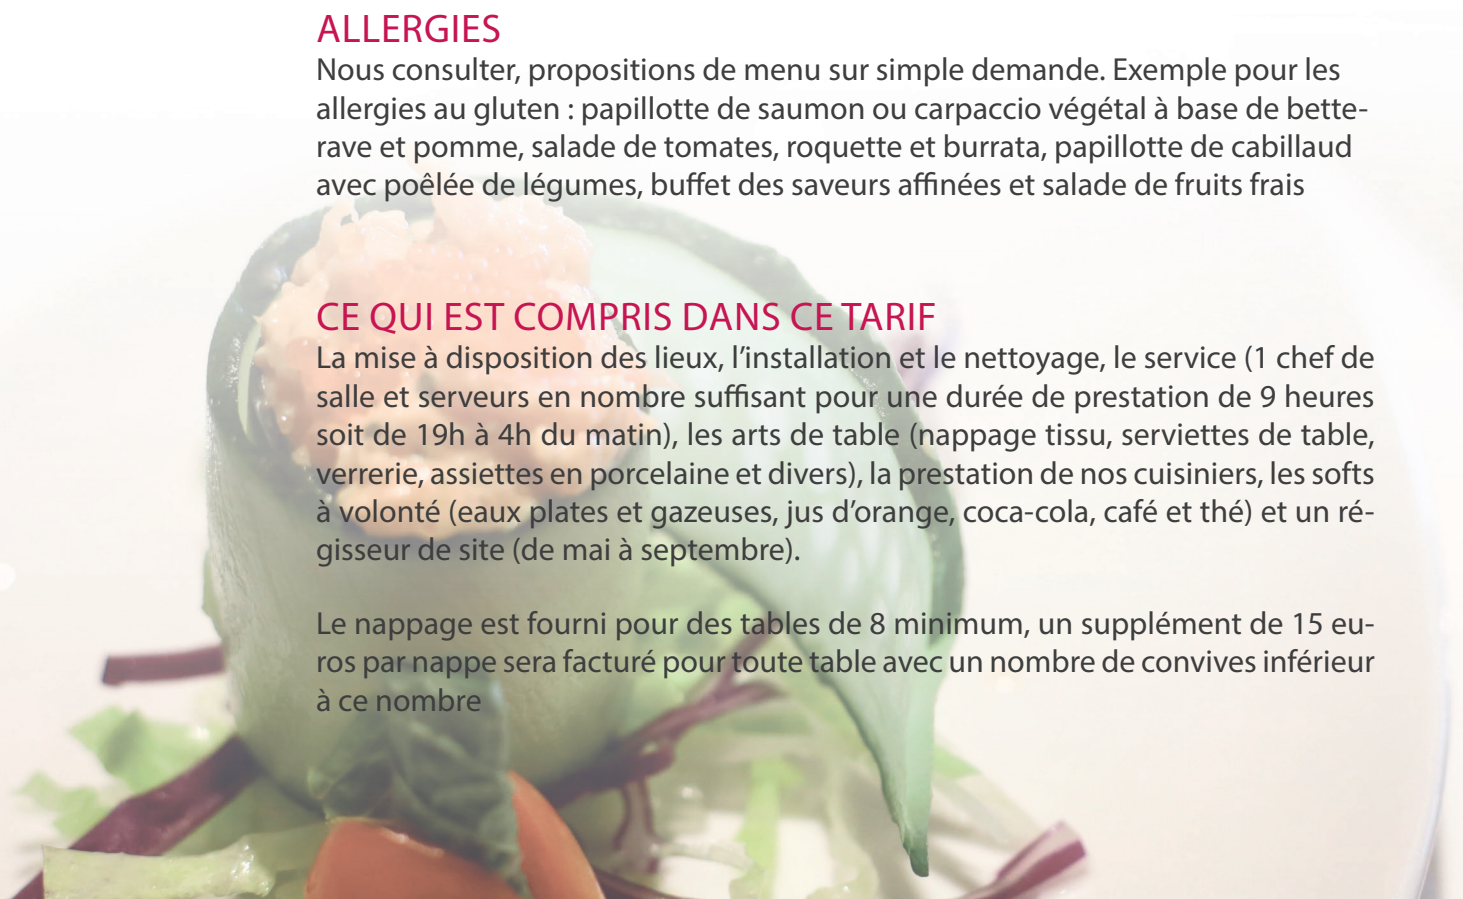 ALLERGIES
Nous consulter, propositions de menu sur simple demande. Exemple pour les
allergies au gluten : papillotte de saumon ou carpaccio végétal à base de bette-
rave et pomme, salade de tomates, roquette et burrata, papillotte de cabillaud
avec poêlée de légumes, buffet des saveurs affinées et salade de fruits frais
CE QUI EST COMPRIS DANS CE TARIF
La mise à disposition des lieux, l’installation et le nettoyage, le service (1 chef de
salle et serveurs en nombre suffisant pour une durée de prestation de 9 heures
soit de 19h à 4h du matin), les arts de table (nappage tissu, serviettes de table,
verrerie, assiettes en porcelaine et divers), la prestation de nos cuisiniers, les softs
à volonté (eaux plates et gazeuses, jus d’orange, coca-cola, café et thé) et un ré-
gisseur de site (de mai à septembre).
Le nappage est fourni pour des tables de 8 minimum, un supplément de 15 eu-
ros par nappe sera facturé pour toute table avec un nombre de convives inférieur
à ce nombre